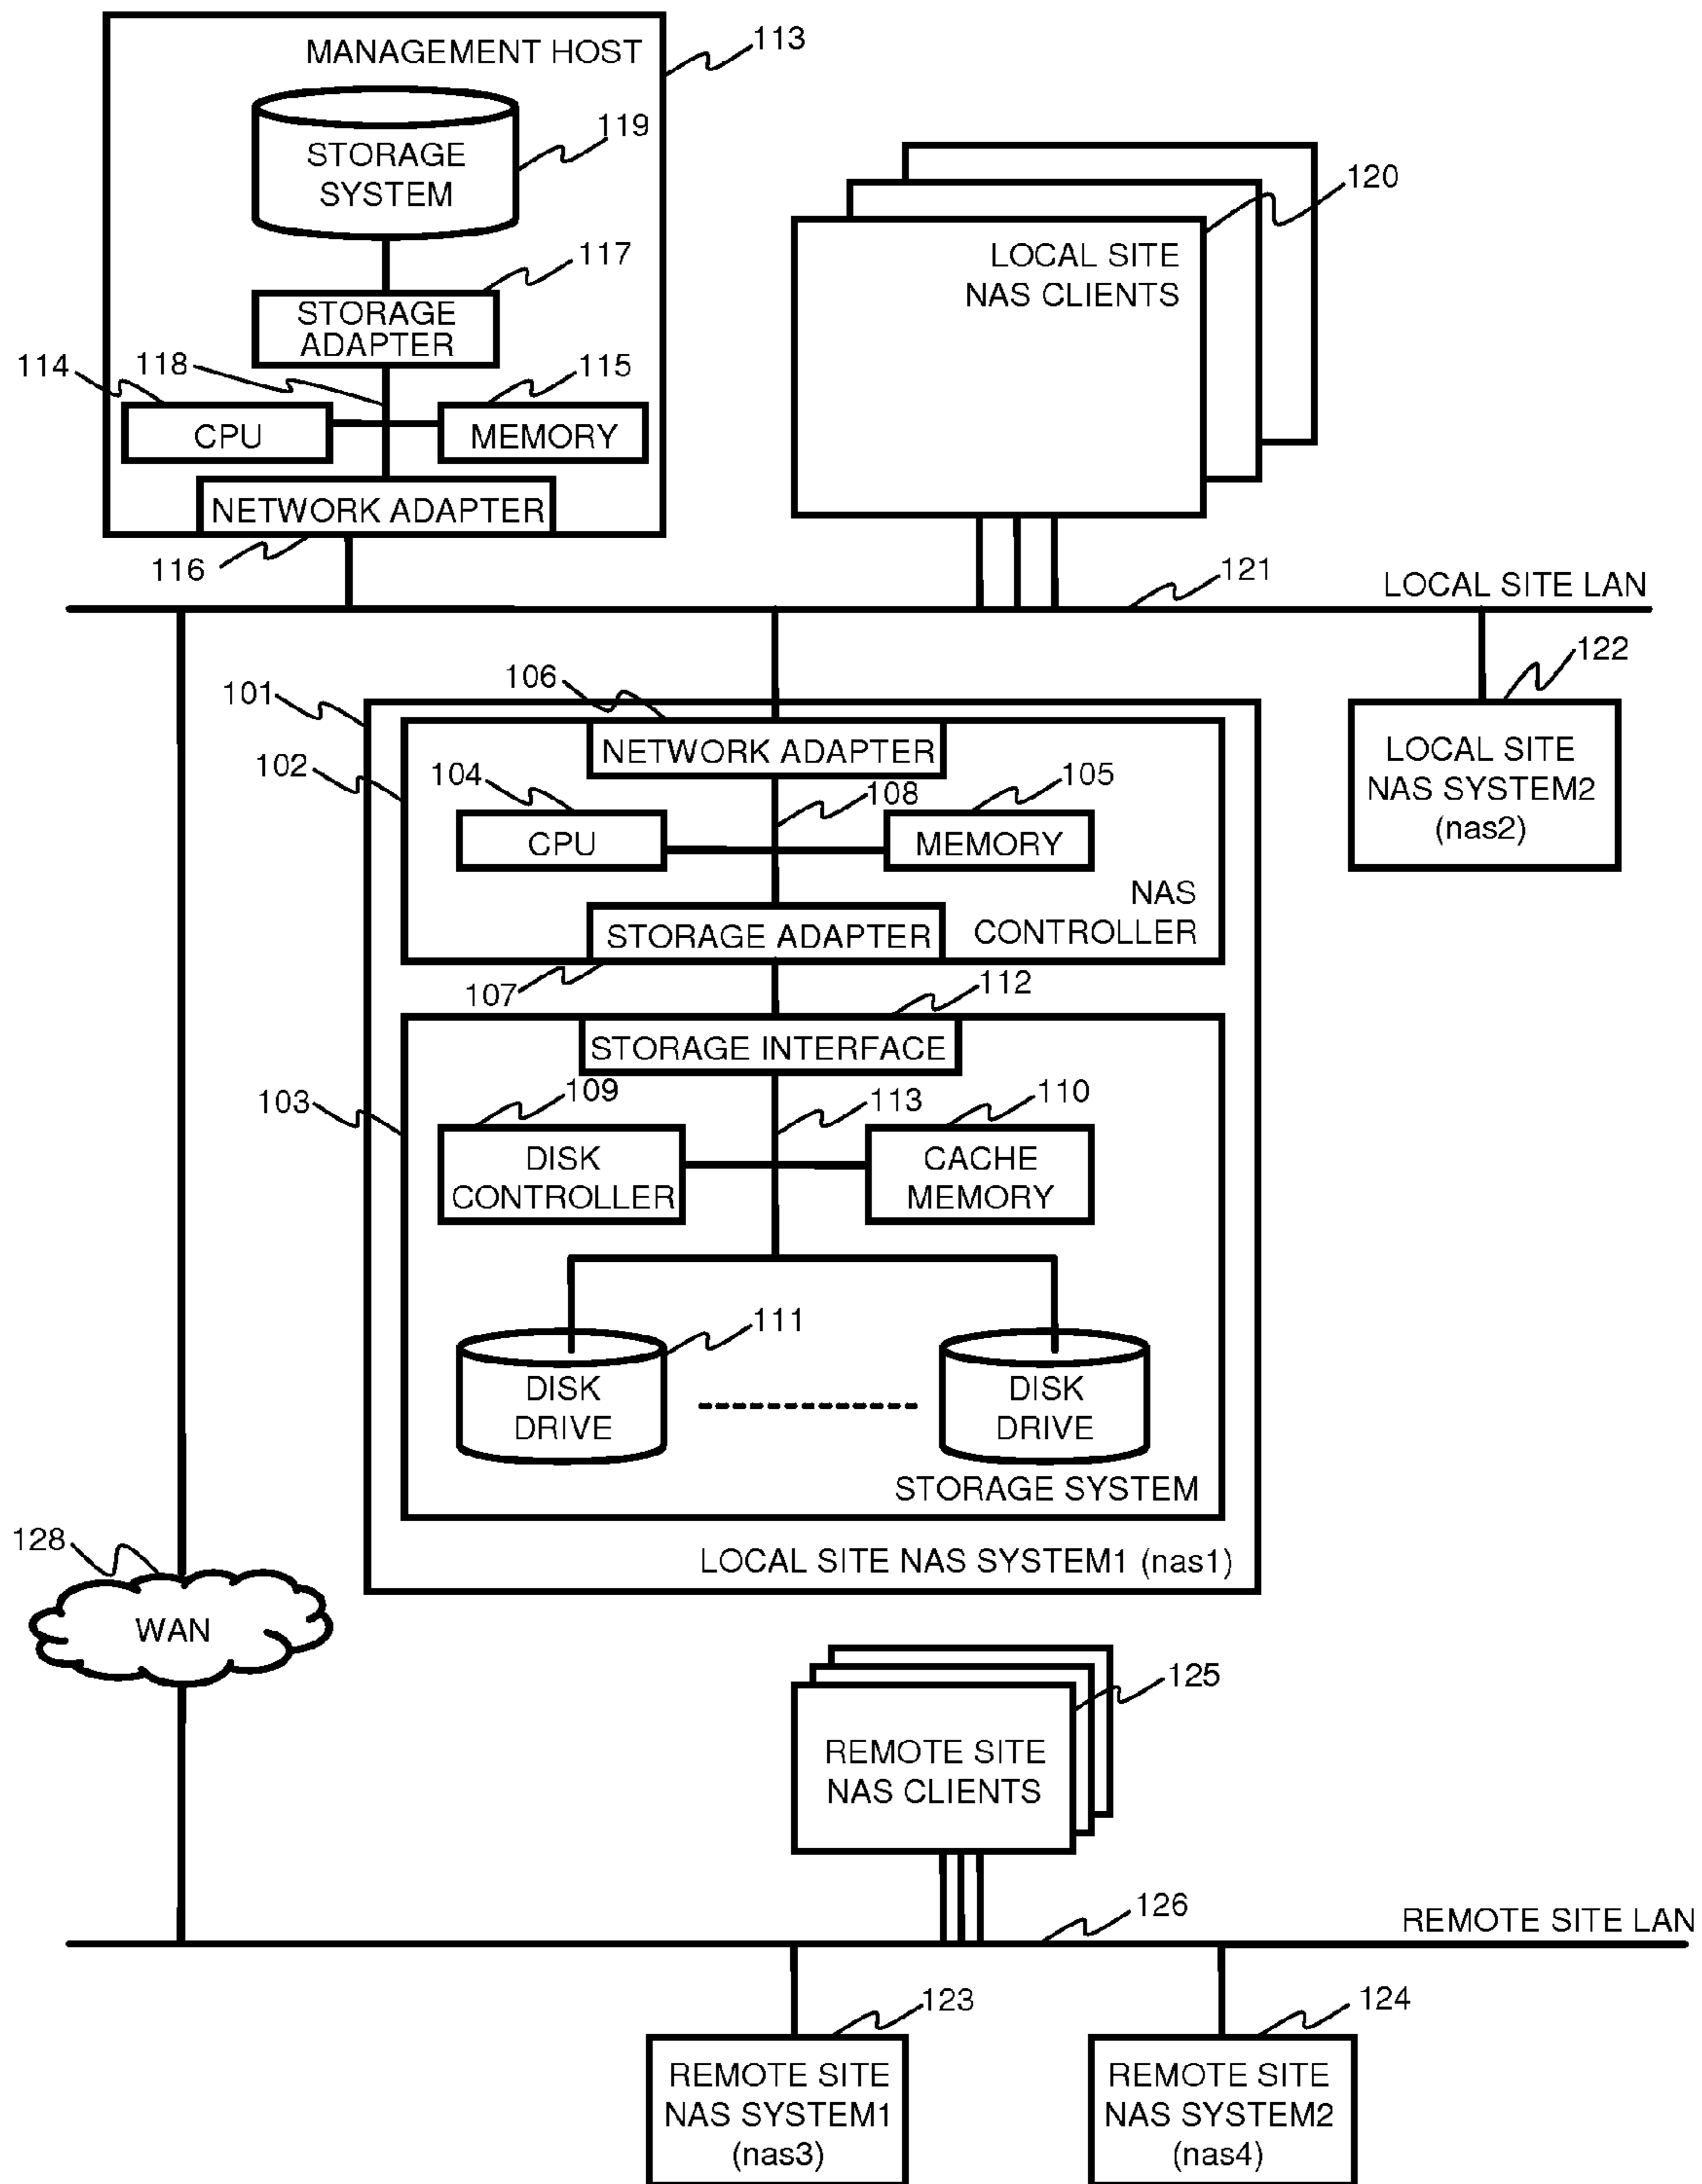 MANAGEMENT HOST
113
STORAGE
SYSTEM
119
117
STORAGE
ADAPTER
114
118
115
CPU
MEMORY
NETWORK ADAPTER
116
120
LOCAL SITE
NAS CLIENTS
121
LOCAL SITE LAN
122
LOCAL SITE
NAS SYSTEM2
(nas2)
101
106
102
NETWORK ADAPTER
104
108
105
CPU
MEMORY
NAS
CONTROLLER
STORAGE ADAPTER
107
112
STORAGE INTERFACE
103
109
113
110
DISK
CONTROLLER
CACHE
MEMORY
111
DISK
DRIVE
DISK
DRIVE
STORAGE SYSTEM
LOCAL SITE NAS SYSTEM1 (nas1)
128
WAN
125
REMOTE SITE
NAS CLIENTS
126
REMOTE SITE LAN
123
REMOTE SITE
NAS SYSTEM1
(nas3)
124
REMOTE SITE
NAS SYSTEM2
(nas4)